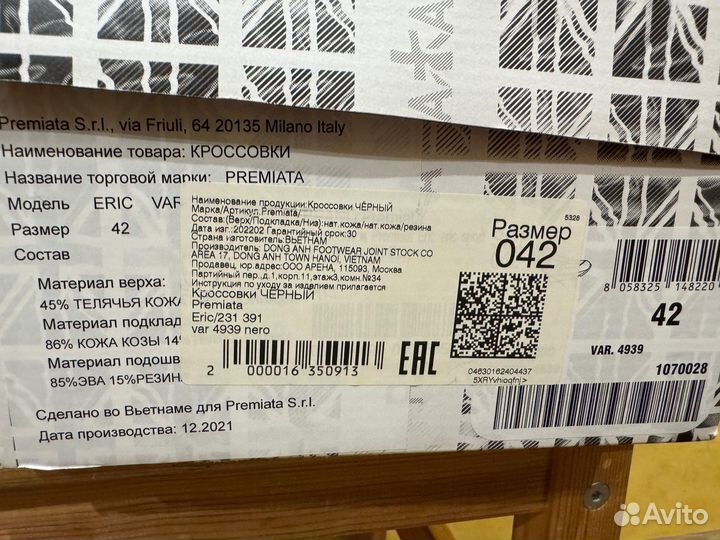 Premiata S.r.l., via Friuli, 64 20135 Milano Italy
Наименование товара: КРОССОВКИ
Название торговой марки: PREMIATA
Модель ERIC VAR
Размер 42
Состав
Материал верха:
45% ТЕЛЯЧЬЯ КОЖА
Материал подклад
86% КОЖА КОЗЫ 14%
Материал подошв
85%ЭВА 15%РЕЗИН
Сделано во Вьетнаме для Premiata S.r.l.
Дата производства: 12.2021
Наименование продукции:Кроссовки ЧЁРНЫЙ
Марка/Артикул.Premiata/
Состав:(Верх/Подкладка/Низ):нат.кожа/нат.кожа/резина
Дата изг.:202202 Гарантийный срок:30
Страна изготовитель:ВЬЕТНАМ
Производитель: DONG ANH FOOTWEAR JOINT STOCK CO
AREA 17, DONG ANH TOWN HANOI, VIETNAM
Продавец, юр.адрес:ООО АРЕНА, 115093, Москва
Партийный пер.,д.1,корп.11,этаж3,комн.№34
Инструкция по уходу за изделием прилагается
Кроссовки ЧЁРНЫЙ
Premiata
Eric/231 391
var 4939 nero
2 000016 350913
EAC
5328
Размер
042
04630162404437
5XRYvhioqfnj>
8 058325 148220
42
VAR. 4939
1070028
Avito